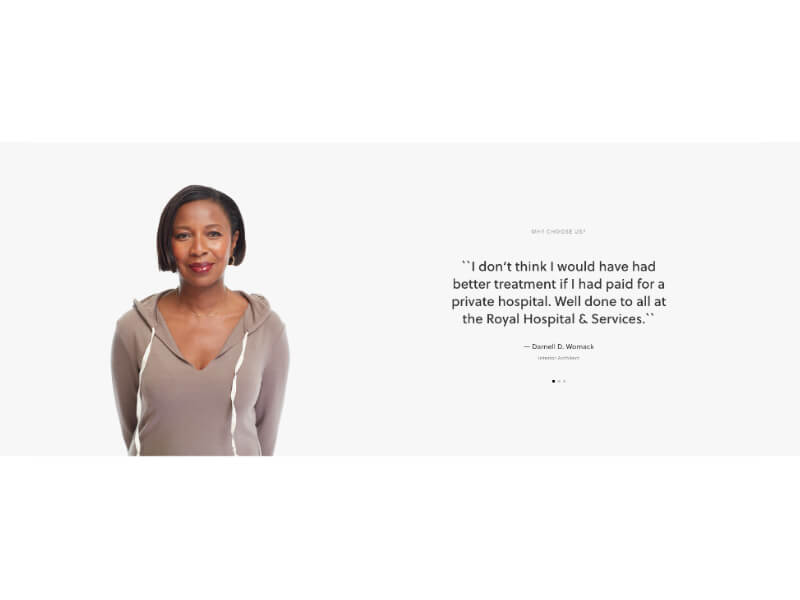 WHY CHOOSE US?
``I don't think I would have had
better treatment if I had paid for a
private hospital. Well done to all at
the Royal Hospital & Services.``
— Darnell D. Womack
Interior Architect